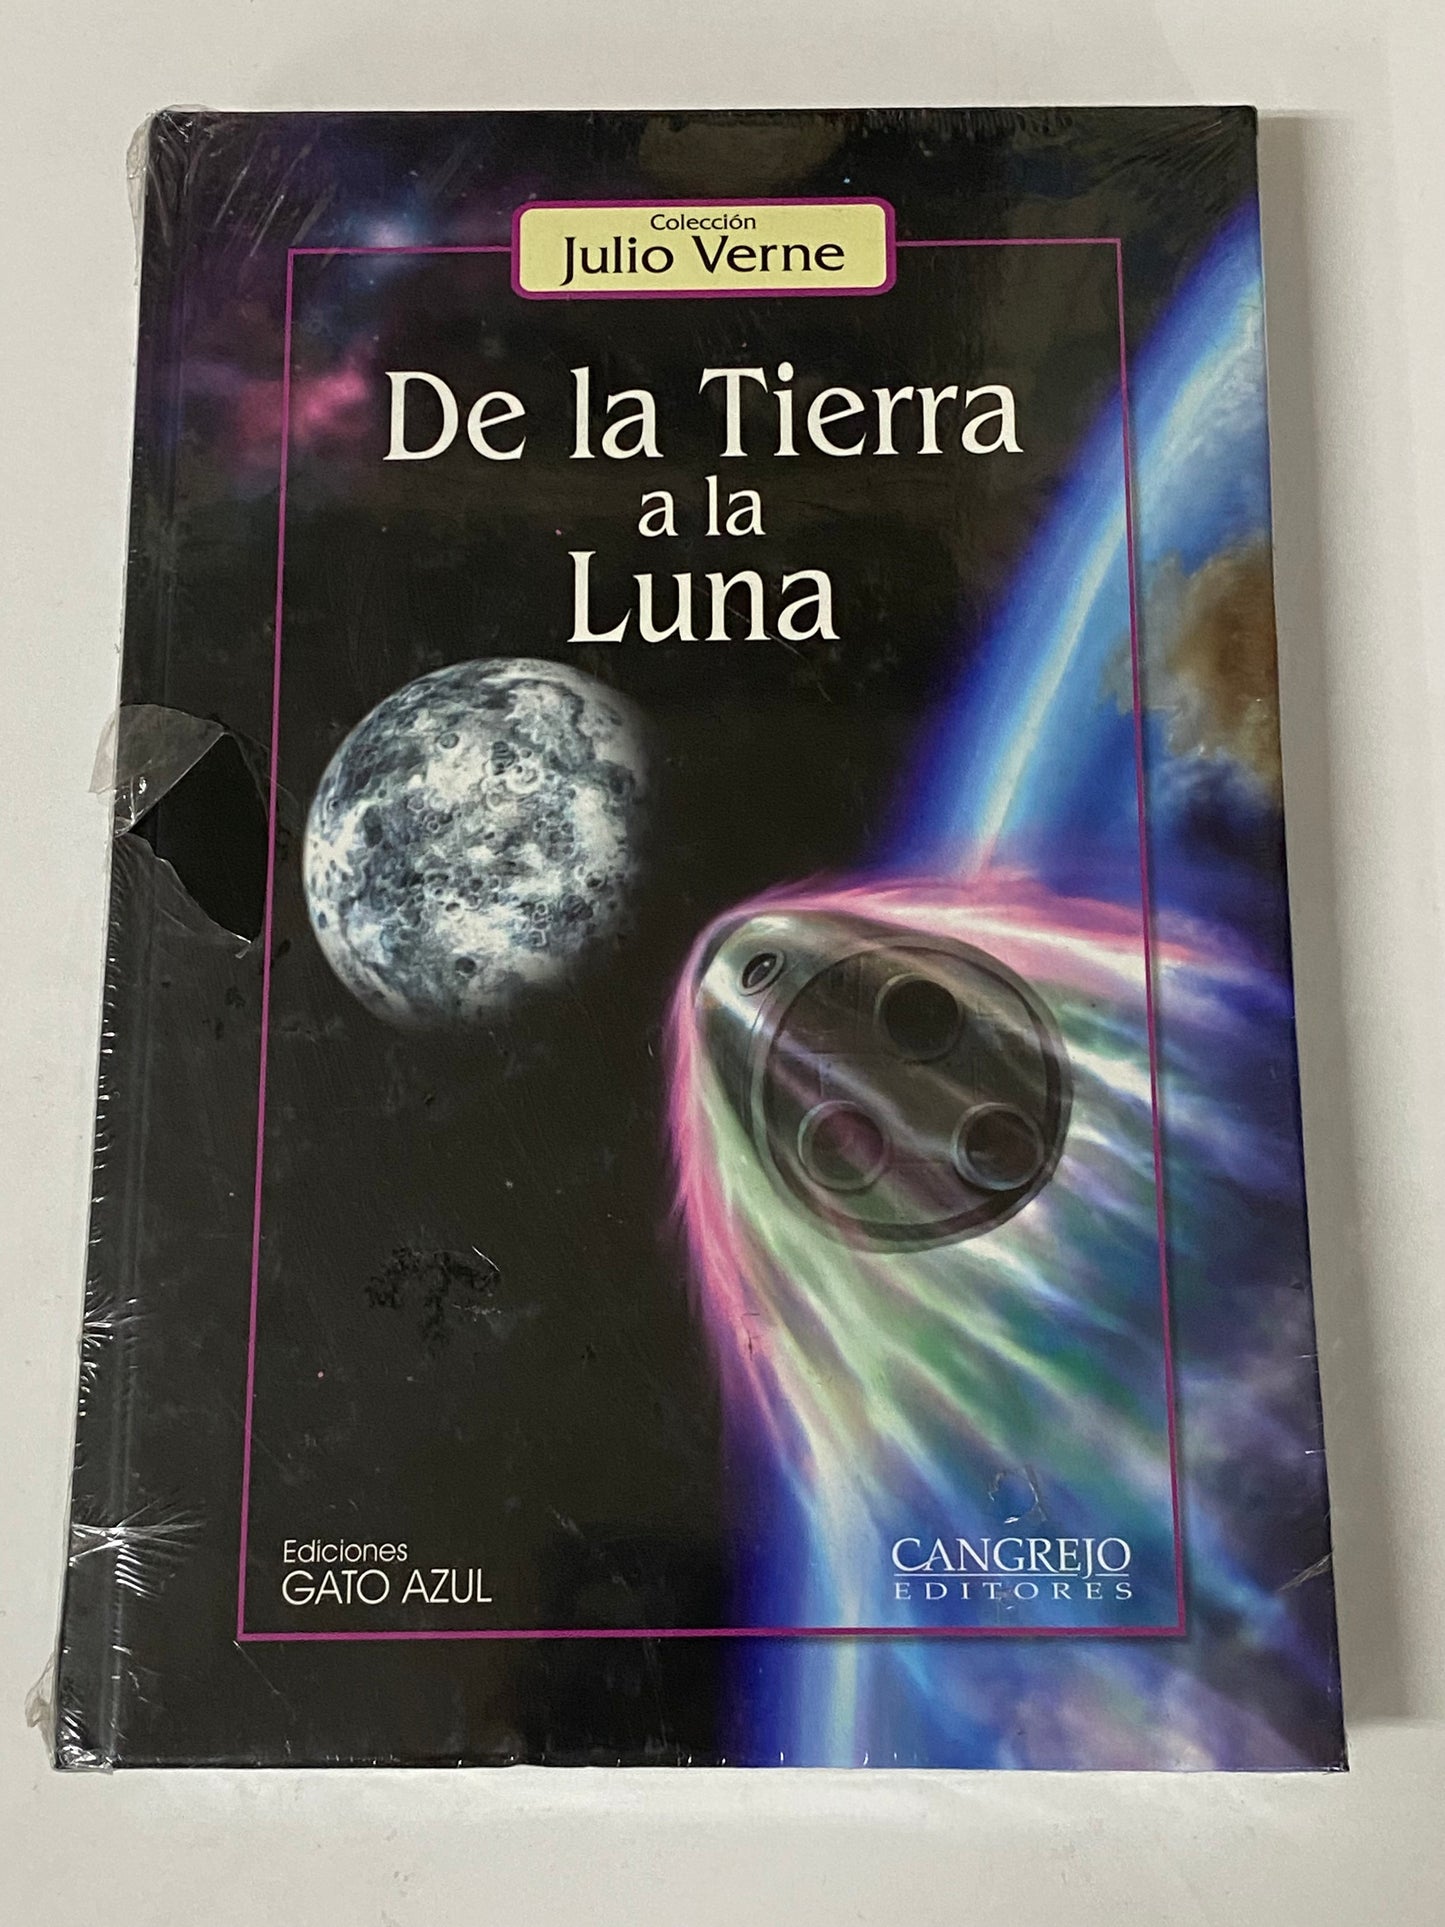 Colección
Julio Verne
De la Tierra
a la
Luna
Ediciones
GATO AZUL
CANGREJO
EDITORES